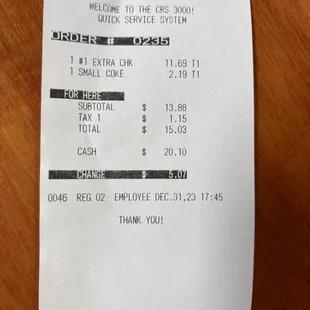 WELCOME TO THE CRS 3000!
QUICK SERVICE SYSTEM
ORDER # 0235
1 #1 EXTRA CHK 11.69 T1
1 SMALL COKE 2.19 T1
FOR HERE
SUBTOTAL $ 13.88
TAX 1 $ 1.15
TOTAL $ 15.03
CASH $ 20.10
CHANGE $ 5.07
0046 REG 02 EMPLOYEE DEC.31,23 17:45
THANK YOU!